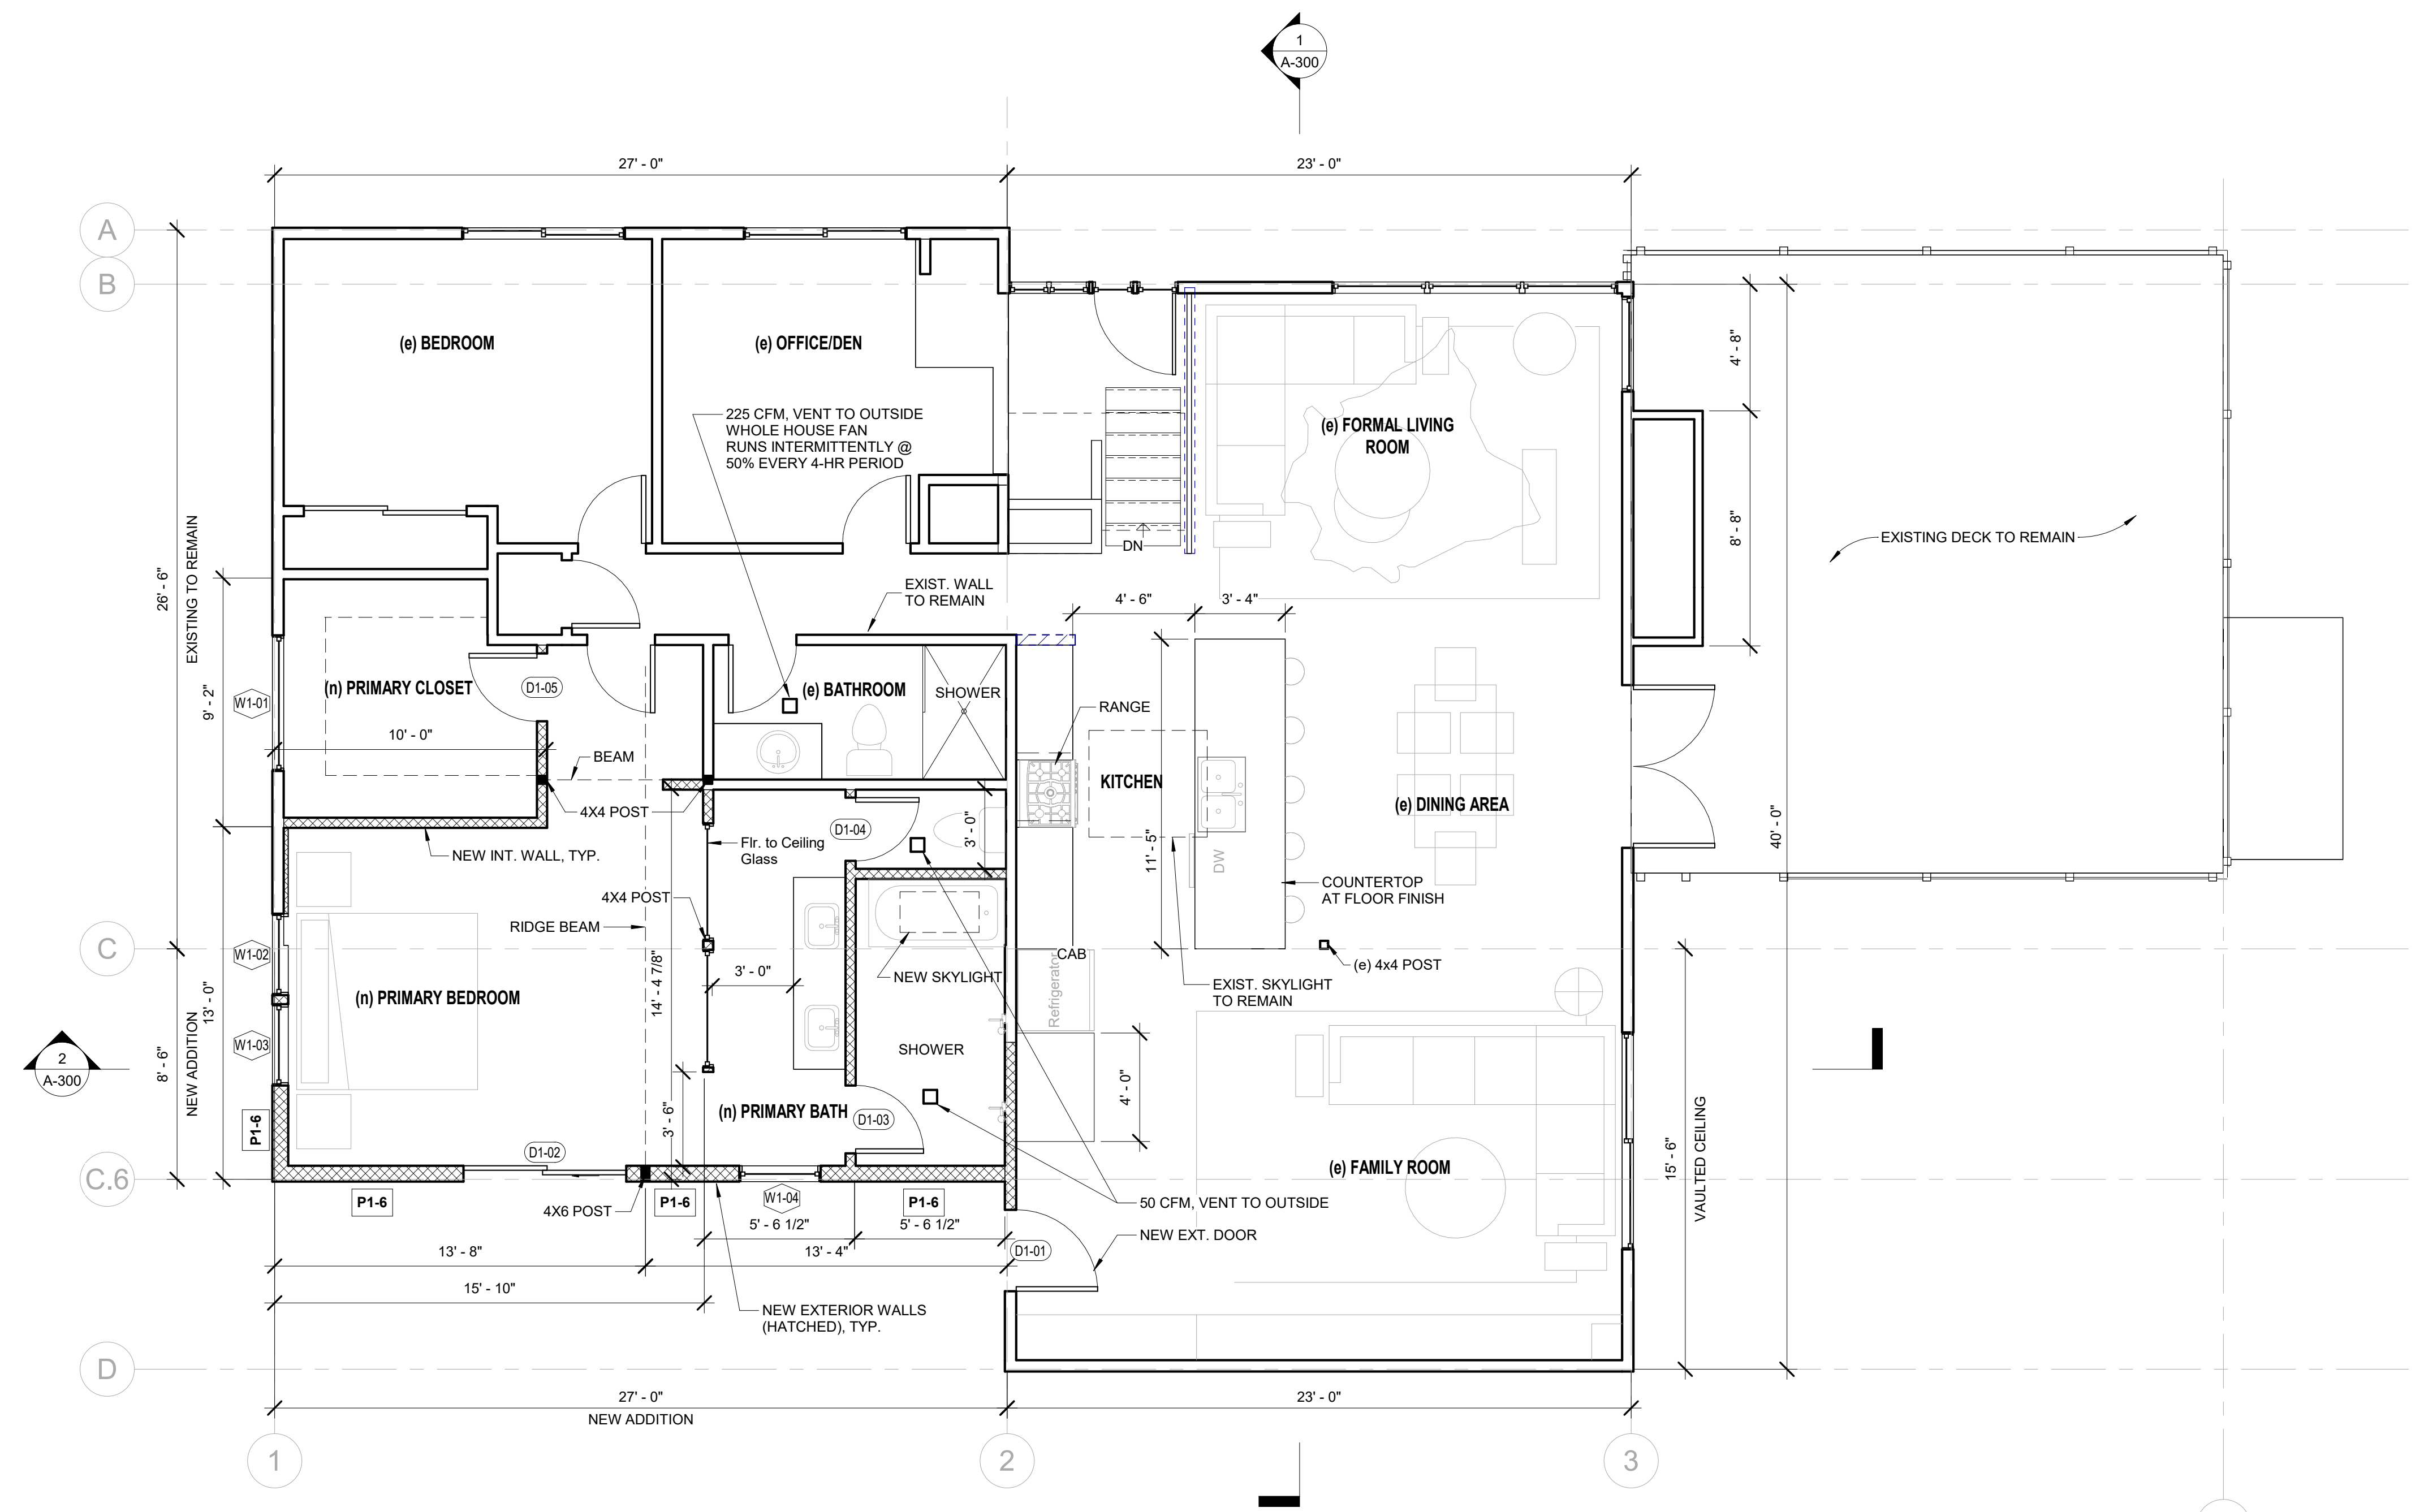 1
A-300
27' - 0"
23' - 0"
A
B
(e) BEDROOM
(e) OFFICE/DEN
225 CFM, VENT TO OUTSIDE
WHOLE HOUSE FAN
RUNS INTERMITTENTLY @
50% EVERY 4-HR PERIOD
(e) FORMAL LIVING
ROOM
4' - 8"
8' - 8"
EXISTING DECK TO REMAIN
DN
26' - 6"
EXISTING TO REMAIN
EXIST. WALL
TO REMAIN
4' - 6"
3' - 4"
9' - 2"
W1-01
(n) PRIMARY CLOSET
D1-05
(e) BATHROOM
SHOWER
RANGE
10' - 0"
BEAM
4X4 POST
KITCHEN
(e) DINING AREA
40' - 0"
NEW INT. WALL, TYP.
Flr. to Ceiling
Glass
D1-04
3' - 0"
11' - 5"
DW
COUNTERTOP
AT FLOOR FINISH
4X4 POST
RIDGE BEAM
C
W1-02
14' - 4 7/8"
3' - 0"
NEW SKYLIGHT
CAB
Refrigerator
(e) 4x4 POST
EXIST. SKYLIGHT
TO REMAIN
(n) PRIMARY BEDROOM
13' - 0"
8' - 6"
NEW ADDITION
W1-03
2
A-300
SHOWER
4' - 0"
P1-6
3' - 6"
(n) PRIMARY BATH
D1-03
15' - 6"
VAULTED CEILING
D1-02
(e) FAMILY ROOM
C.6
P1-6
4X6 POST
P1-6
W1-04
P1-6
5' - 6 1/2"
5' - 6 1/2"
50 CFM, VENT TO OUTSIDE
NEW EXT. DOOR
D1-01
13' - 8"
13' - 4"
15' - 10"
NEW EXTERIOR WALLS
(HATCHED), TYP.
D
27' - 0"
NEW ADDITION
23' - 0"
1
2
3